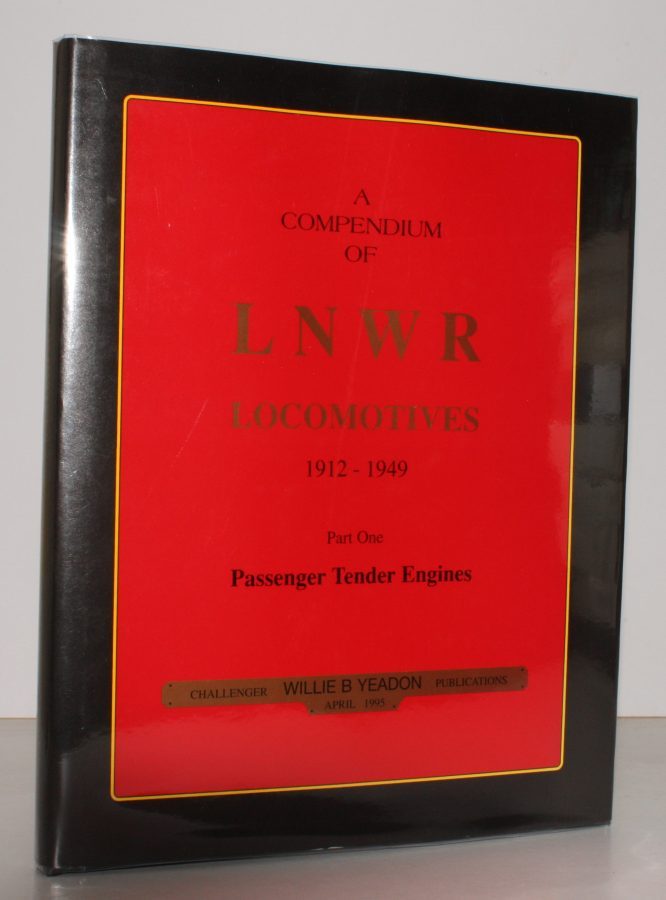 A
COMPENDIUM
OF
L N W R
LOCOMOTIVES
1912 - 1949
Part One
Passenger Tender Engines
CHALLENGER WILLIE B YEADON PUBLICATIONS
APRIL 1995